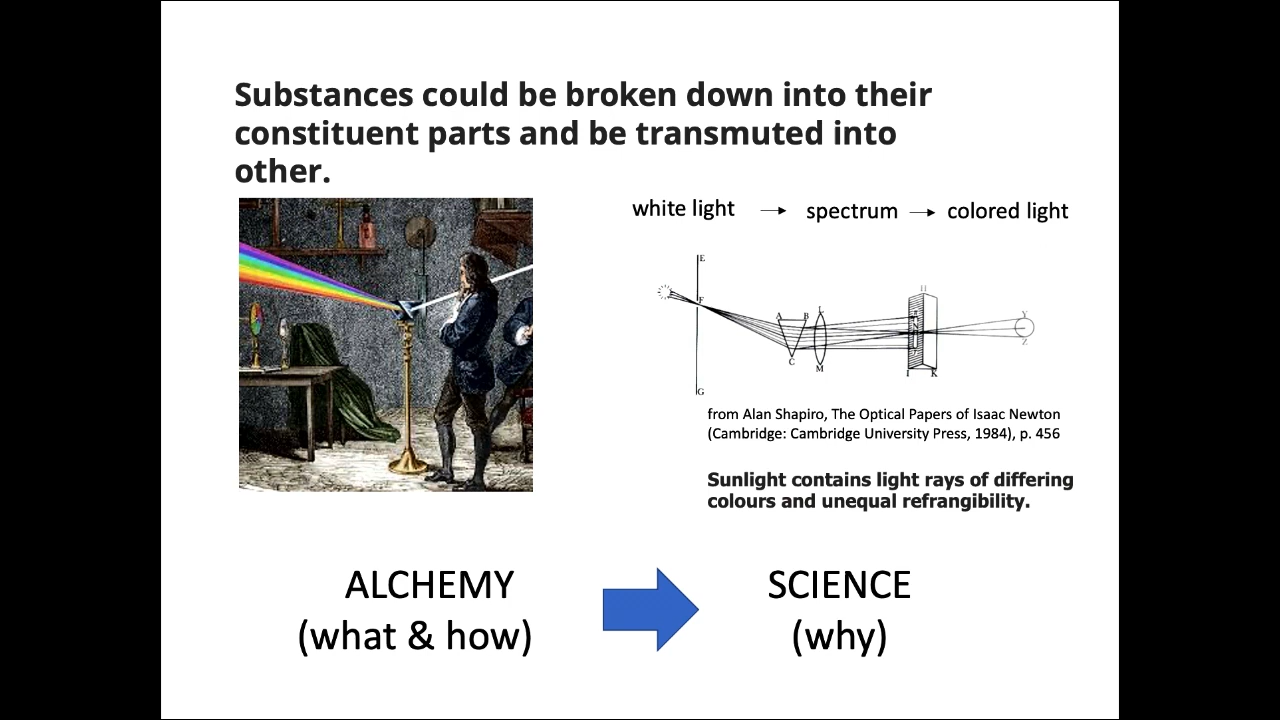 Substances could be broken down into their
constituent parts and be transmuted into
other.
white light → spectrum → colored light
E
F
A B L
C
M
G
H
I K
Y
Z
from Alan Shapiro, The Optical Papers of Isaac Newton
(Cambridge: Cambridge University Press, 1984), p. 456
Sunlight contains light rays of differing
colours and unequal refrangibility.
ALCHEMY
(what & how)
SCIENCE
(why)